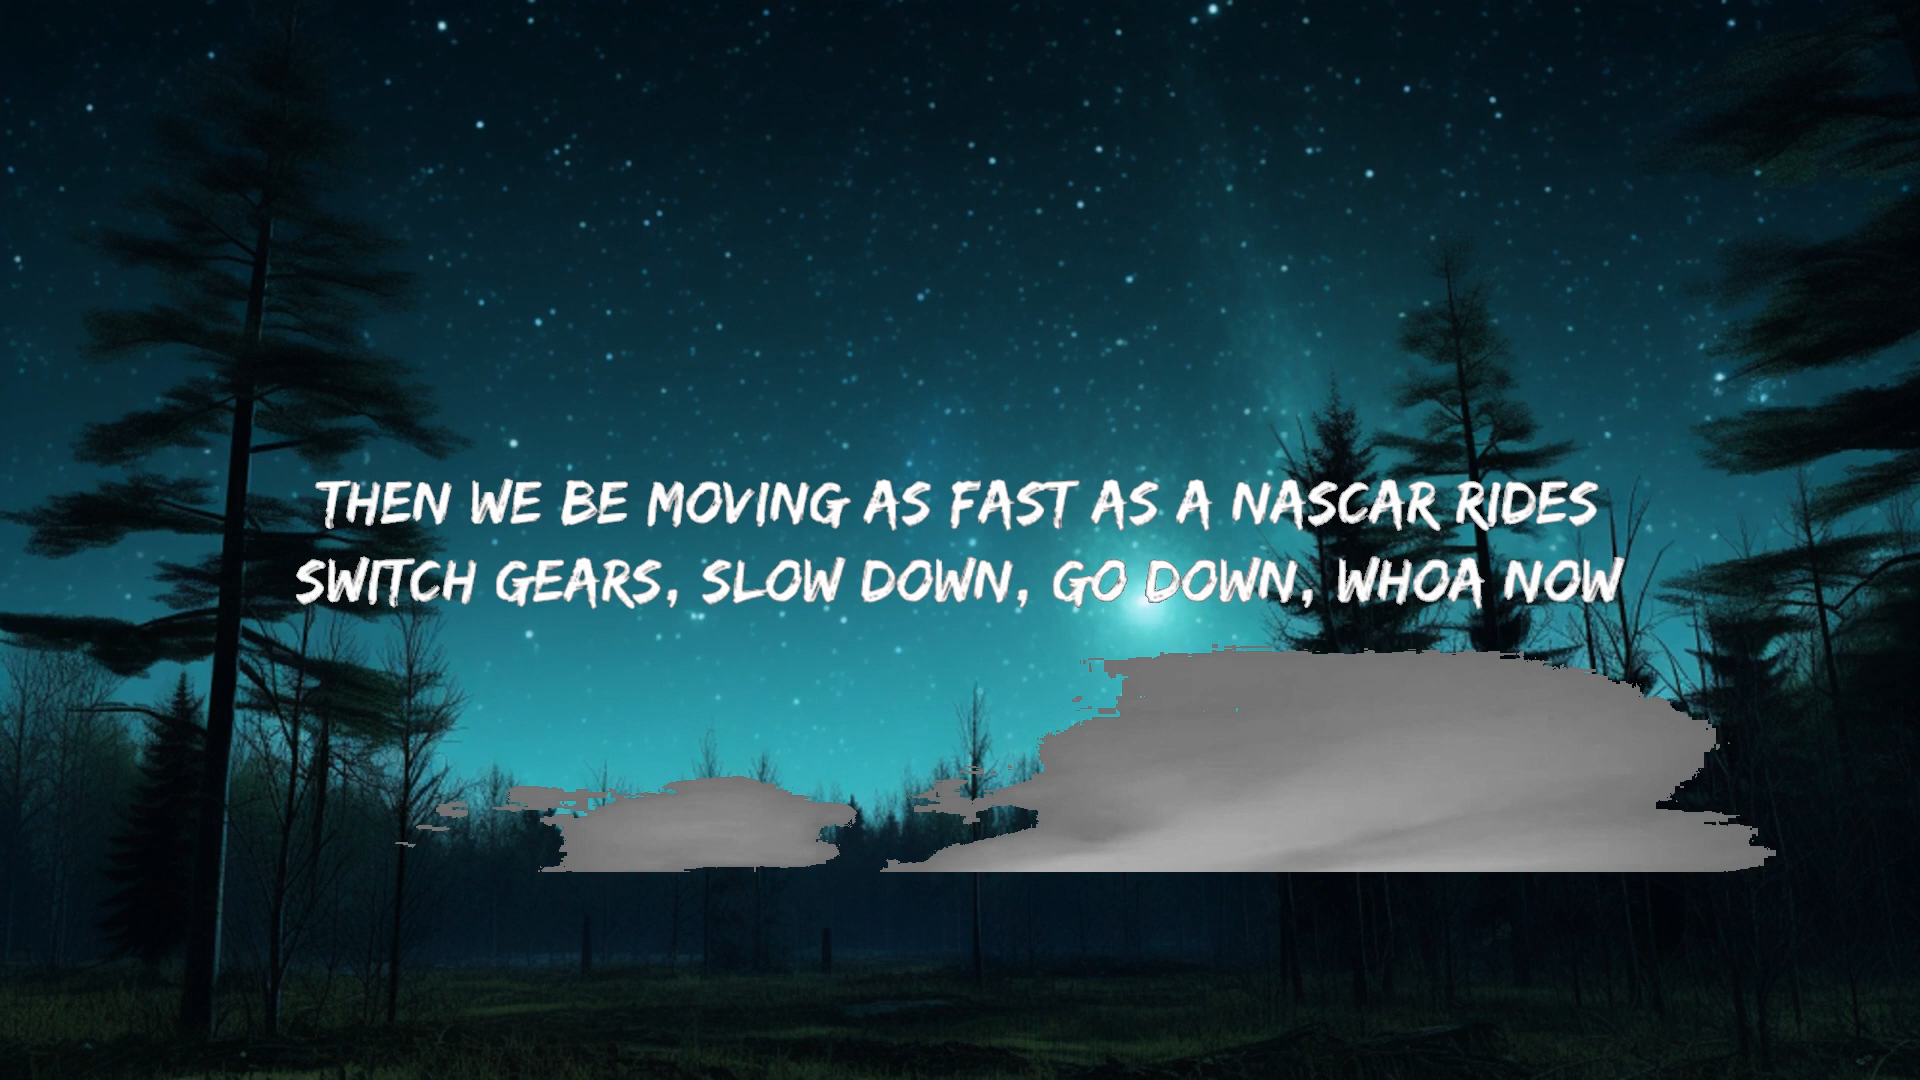 THEN WE BE MOVING AS FAST AS A NASCAR RIDES
SWITCH GEARS, SLOW DOWN, GO DOWN, WHOA NOW